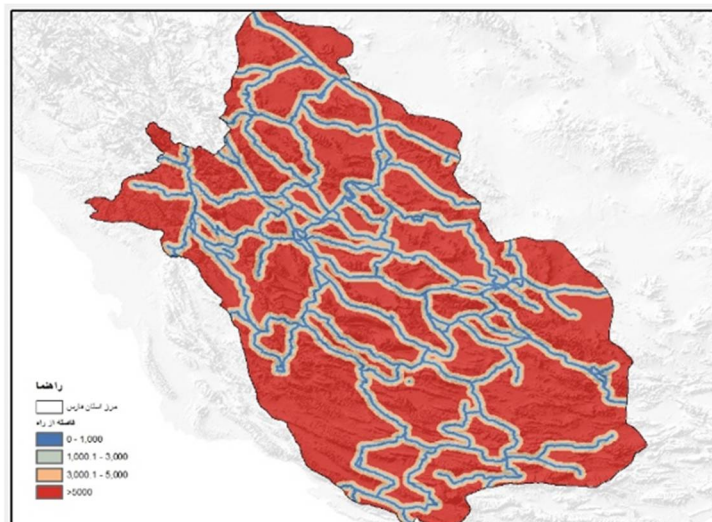 راهنما
مرز استان فارس
فاصله از راه
0 - 1,000
1,000.1 - 3,000
3,000.1 - 5,000
>5000